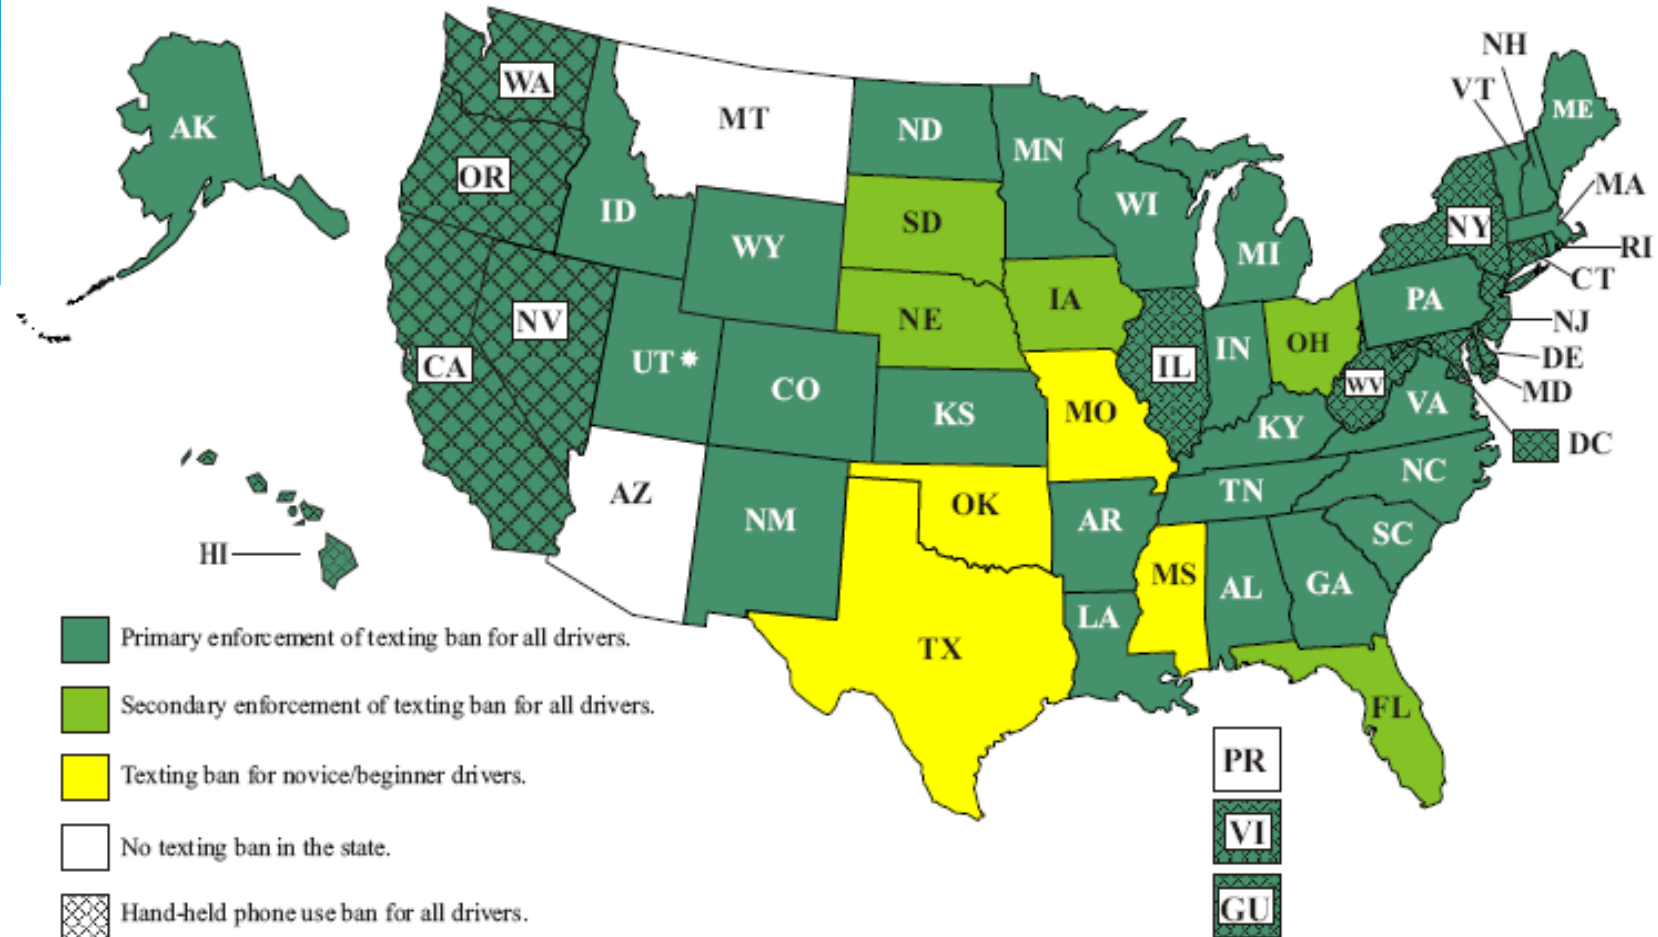 NH
VT
ME
WA
MT
ND
MN
AK
OR
ID
WI
MA
SD
NY
WY
MI
RI
CT
IA
PA
NE
NV
NJ
OH
IN
DE
UT*
CA
IL
WV
MD
CO
VA
MO
KS
KY
DC
NC
AZ
TN
OK
NM
AR
SC
HI
MS
GA
AL
LA
TX
FL
Primary enforcement of texting ban for all drivers.
Secondary enforcement of texting ban for all drivers.
PR
Texting ban for novice/beginner drivers.
VI
No texting ban in the state.
GU
Hand-held phone use ban for all drivers.